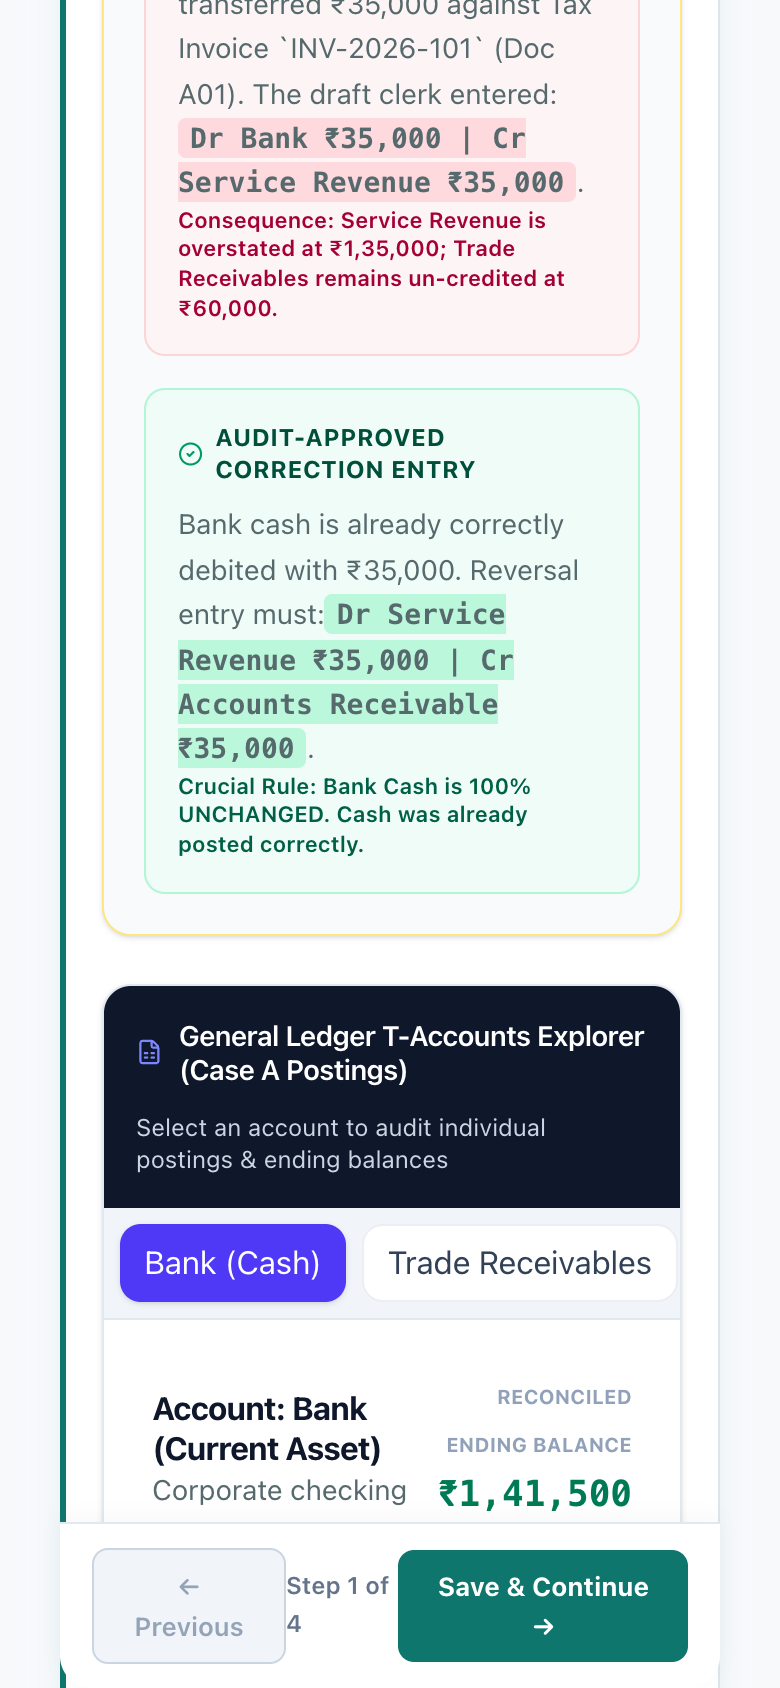 transferred ₹35,000 against Tax
Invoice `INV-2026-101` (Doc
A01). The draft clerk entered:
Dr Bank ₹35,000 | Cr
Service Revenue ₹35,000 .
Consequence: Service Revenue is
overstated at ₹1,35,000; Trade
Receivables remains un-credited at
₹60,000.
AUDIT-APPROVED
CORRECTION ENTRY
Bank cash is already correctly
debited with ₹35,000. Reversal
entry must: Dr Service
Revenue ₹35,000 | Cr
Accounts Receivable
₹35,000 .
Crucial Rule: Bank Cash is 100%
UNCHANGED. Cash was already
posted correctly.
General Ledger T-Accounts Explorer
(Case A Postings)
Select an account to audit individual
postings & ending balances
Bank (Cash)
Trade Receivables
Account: Bank
(Current Asset)
Corporate checking
RECONCILED
ENDING BALANCE
₹1,41,500
←
Previous
Step 1 of
4
Save & Continue
→